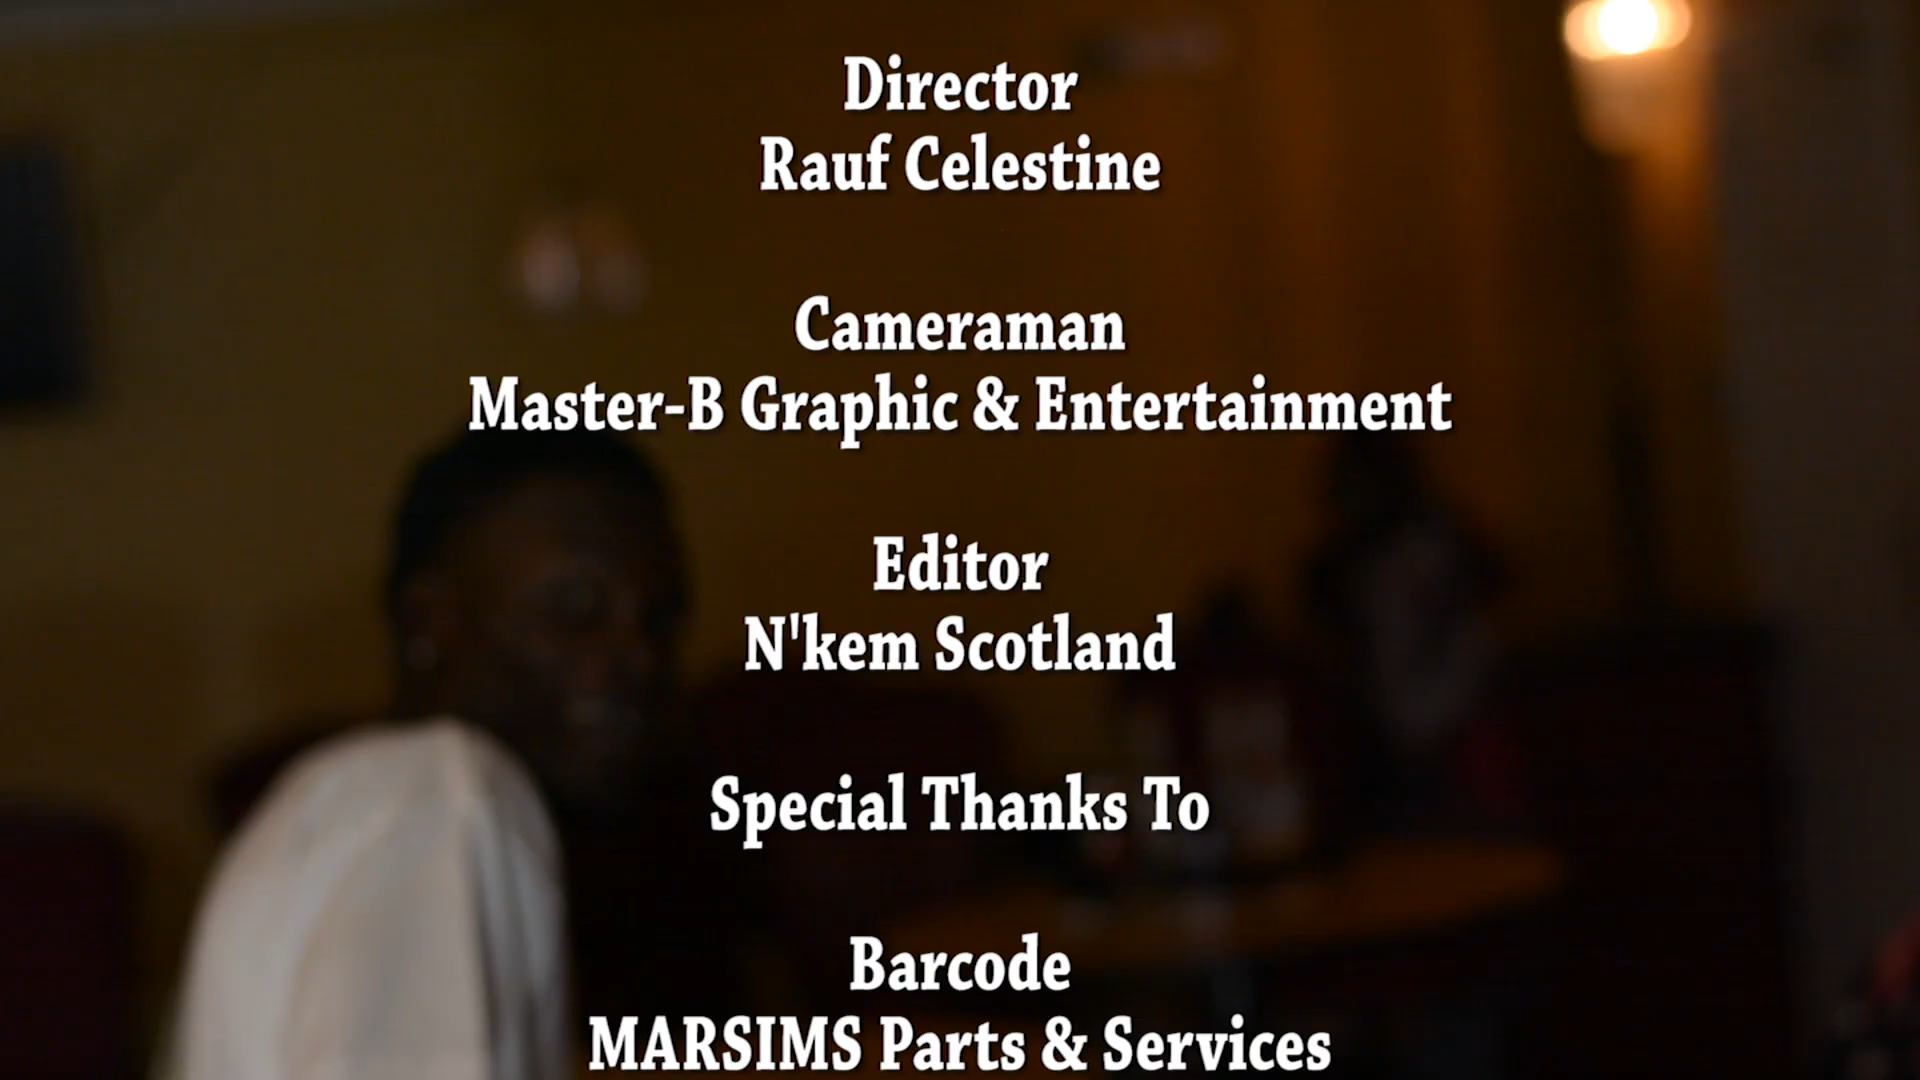 Director
Rauf Celestine
Cameraman
Master-B Graphic & Entertainment
Editor
N'kem Scotland
Special Thanks To
Barcode
MARSIMS Parts & Services